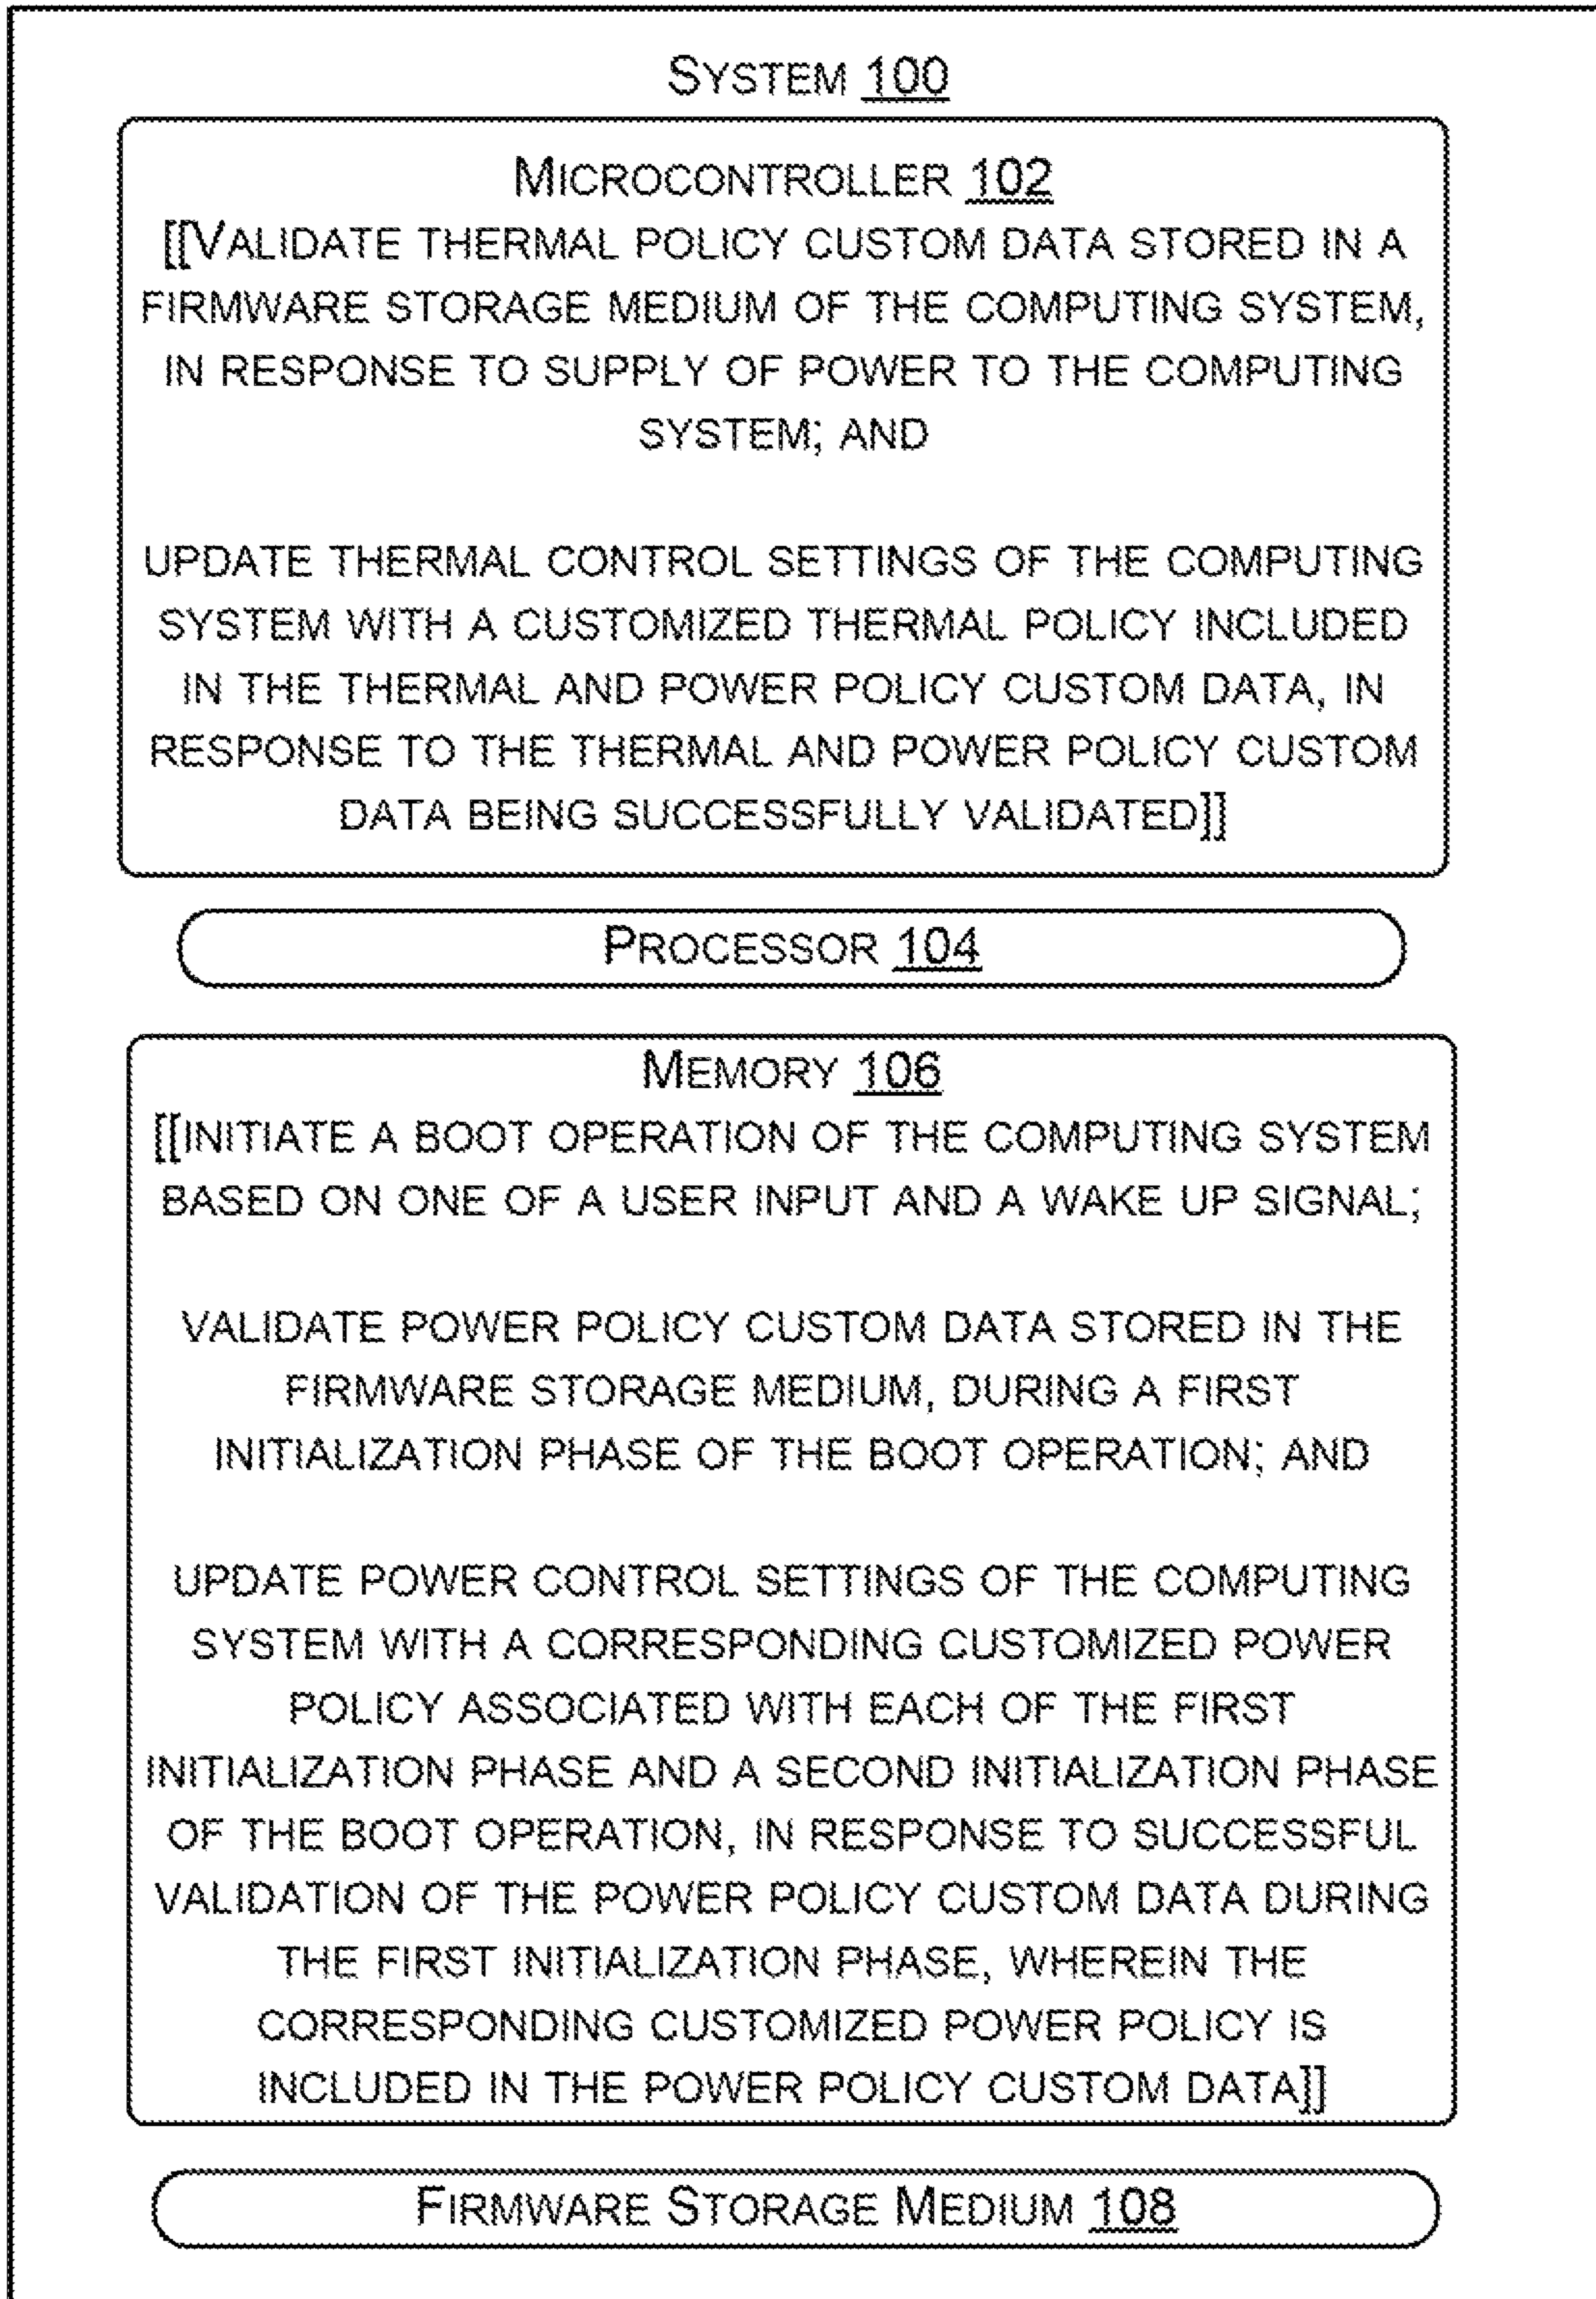 SYSTEM 100
MICROCONTROLLER 102
[[VALIDATE THERMAL POLICY CUSTOM DATA STORED IN A
FIRMWARE STORAGE MEDIUM OF THE COMPUTING SYSTEM,
IN RESPONSE TO SUPPLY OF POWER TO THE COMPUTING
SYSTEM; AND
UPDATE THERMAL CONTROL SETTINGS OF THE COMPUTING
SYSTEM WITH A CUSTOMIZED THERMAL POLICY INCLUDED
IN THE THERMAL AND POWER POLICY CUSTOM DATA, IN
RESPONSE TO THE THERMAL AND POWER POLICY CUSTOM
DATA BEING SUCCESSFULLY VALIDATED]]
PROCESSOR 104
MEMORY 106
[[INITIATE A BOOT OPERATION OF THE COMPUTING SYSTEM
BASED ON ONE OF A USER INPUT AND A WAKE UP SIGNAL;
VALIDATE POWER POLICY CUSTOM DATA STORED IN THE
FIRMWARE STORAGE MEDIUM, DURING A FIRST
INITIALIZATION PHASE OF THE BOOT OPERATION; AND
UPDATE POWER CONTROL SETTINGS OF THE COMPUTING
SYSTEM WITH A CORRESPONDING CUSTOMIZED POWER
POLICY ASSOCIATED WITH EACH OF THE FIRST
INITIALIZATION PHASE AND A SECOND INITIALIZATION PHASE
OF THE BOOT OPERATION, IN RESPONSE TO SUCCESSFUL
VALIDATION OF THE POWER POLICY CUSTOM DATA DURING
THE FIRST INITIALIZATION PHASE, WHEREIN THE
CORRESPONDING CUSTOMIZED POWER POLICY IS
INCLUDED IN THE POWER POLICY CUSTOM DATA]]
FIRMWARE STORAGE MEDIUM 108